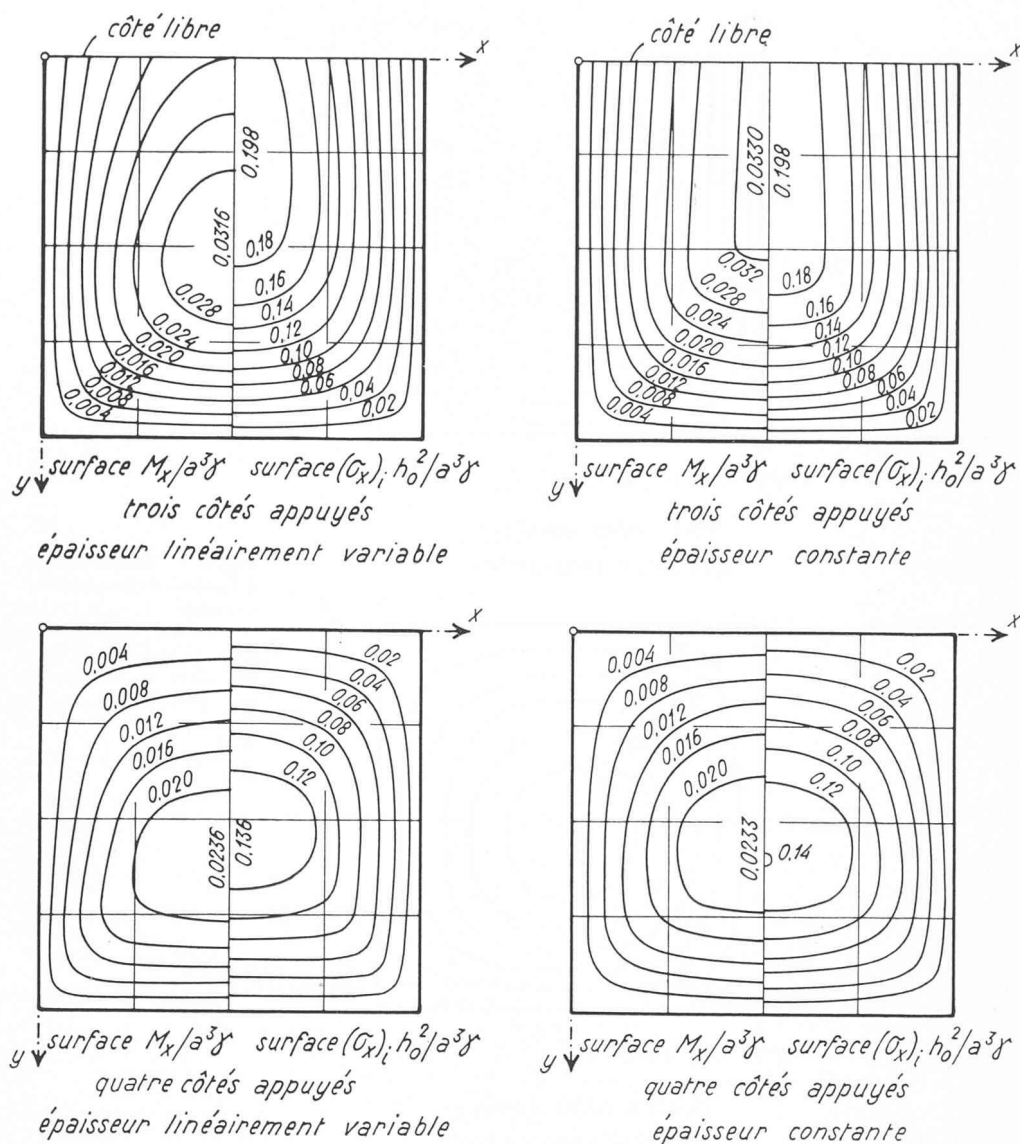 côté libre
x
0,198
0,0316
0,18
0,16
0,14
0,12
0,10
0,08
0,06
0,04
0,02
0,028
0,024
0,020
0,016
0,012
0,008
0,004
y
surface Mx/a³γ surface (σx)i·h₀²/a³γ
trois côtés appuyés
épaisseur linéairement variable
côté libre
x
0,0330
0,198
0,032
0,028
0,024
0,020
0,016
0,012
0,008
0,004
0,18
0,16
0,14
0,12
0,10
0,08
0,06
0,04
0,02
y
surface Mx/a³γ surface (σx)i·h₀²/a³γ
trois côtés appuyés
épaisseur constante
x
0,004
0,008
0,012
0,016
0,020
0,02
0,04
0,06
0,08
0,10
0,12
0,0236
0,136
y
surface Mx/a³γ surface (σx)i·h₀²/a³γ
quatre côtés appuyés
épaisseur linéairement variable
x
0,004
0,008
0,012
0,016
0,020
0,02
0,04
0,06
0,08
0,10
0,12
0,0233
0,14
y
surface Mx/a³γ surface (σx)i·h₀²/a³γ
quatre côtés appuyés
épaisseur constante